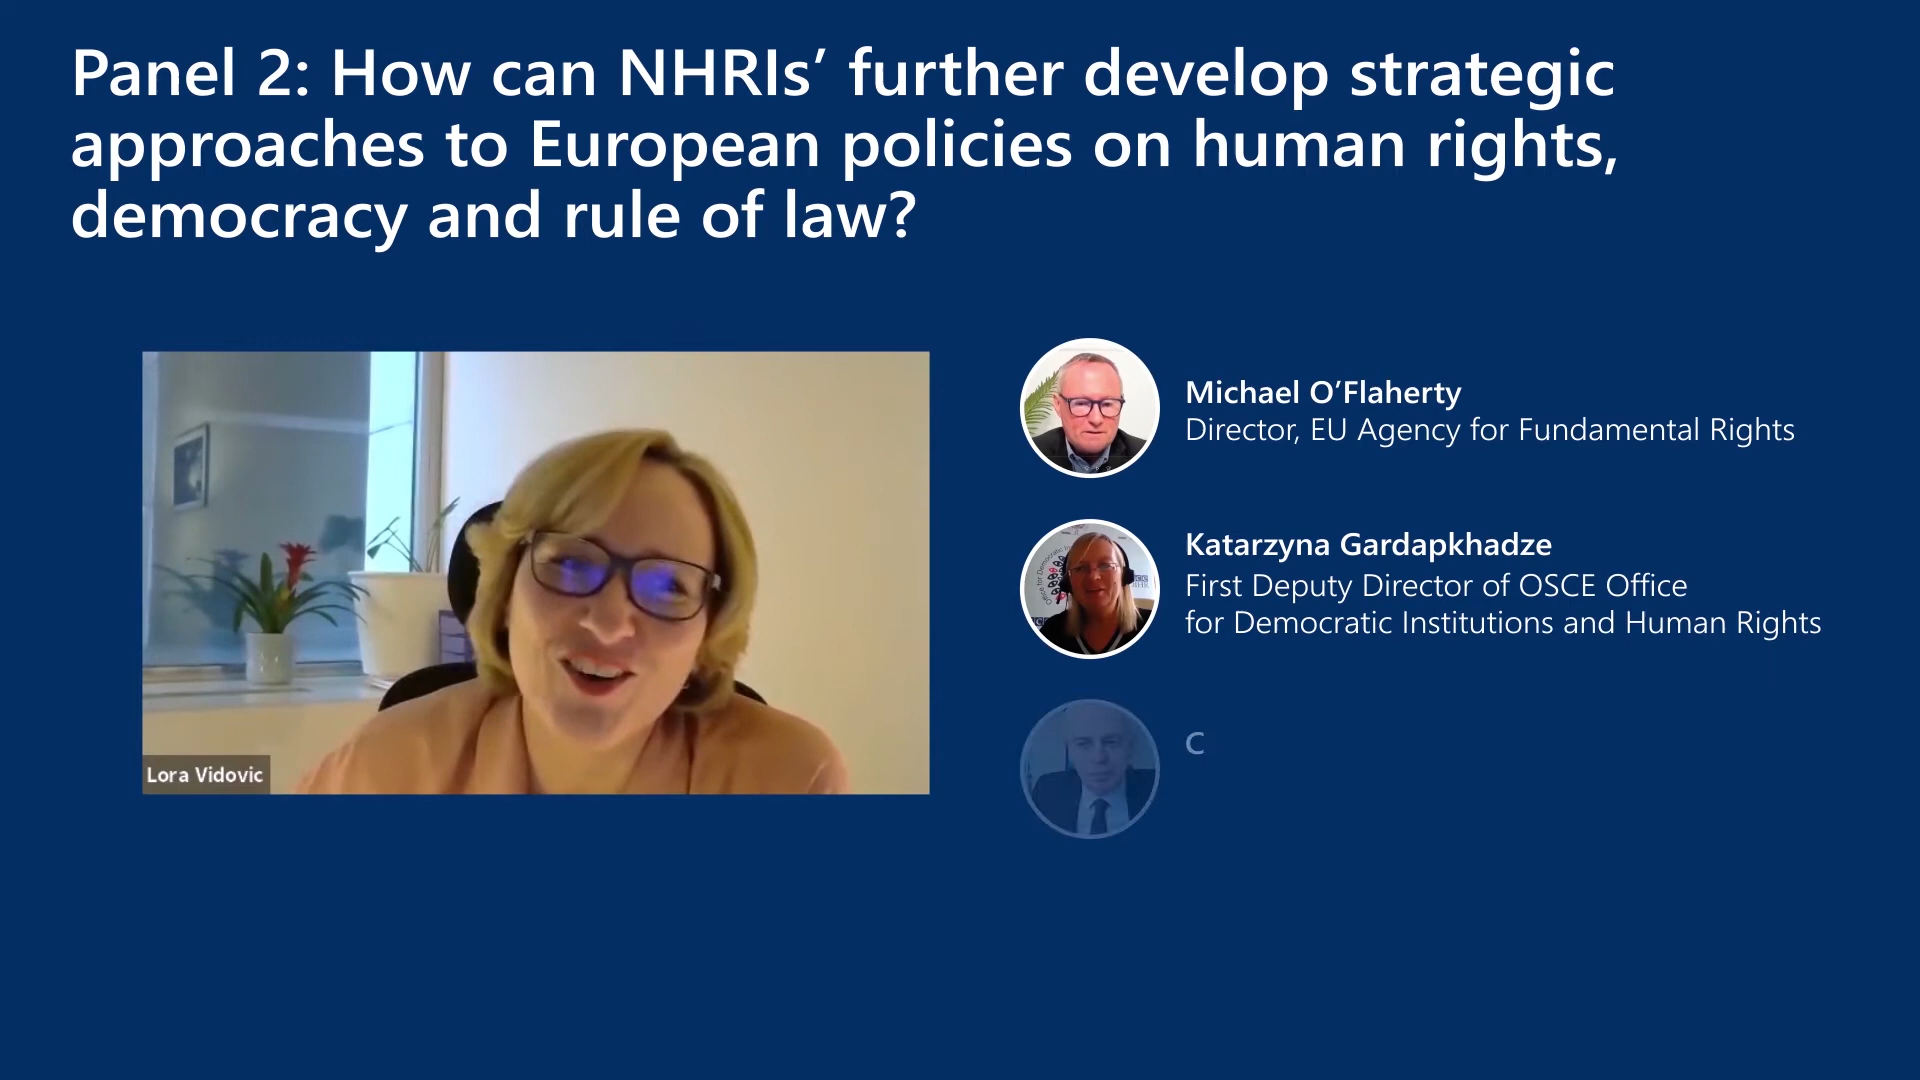 Panel 2: How can NHRIs’ further develop strategic
approaches to European policies on human rights,
democracy and rule of law?
Lora Vidovic
Michael O’Flaherty
Director, EU Agency for Fundamental Rights
Katarzyna Gardapkhadze
First Deputy Director of OSCE Office
for Democratic Institutions and Human Rights
C